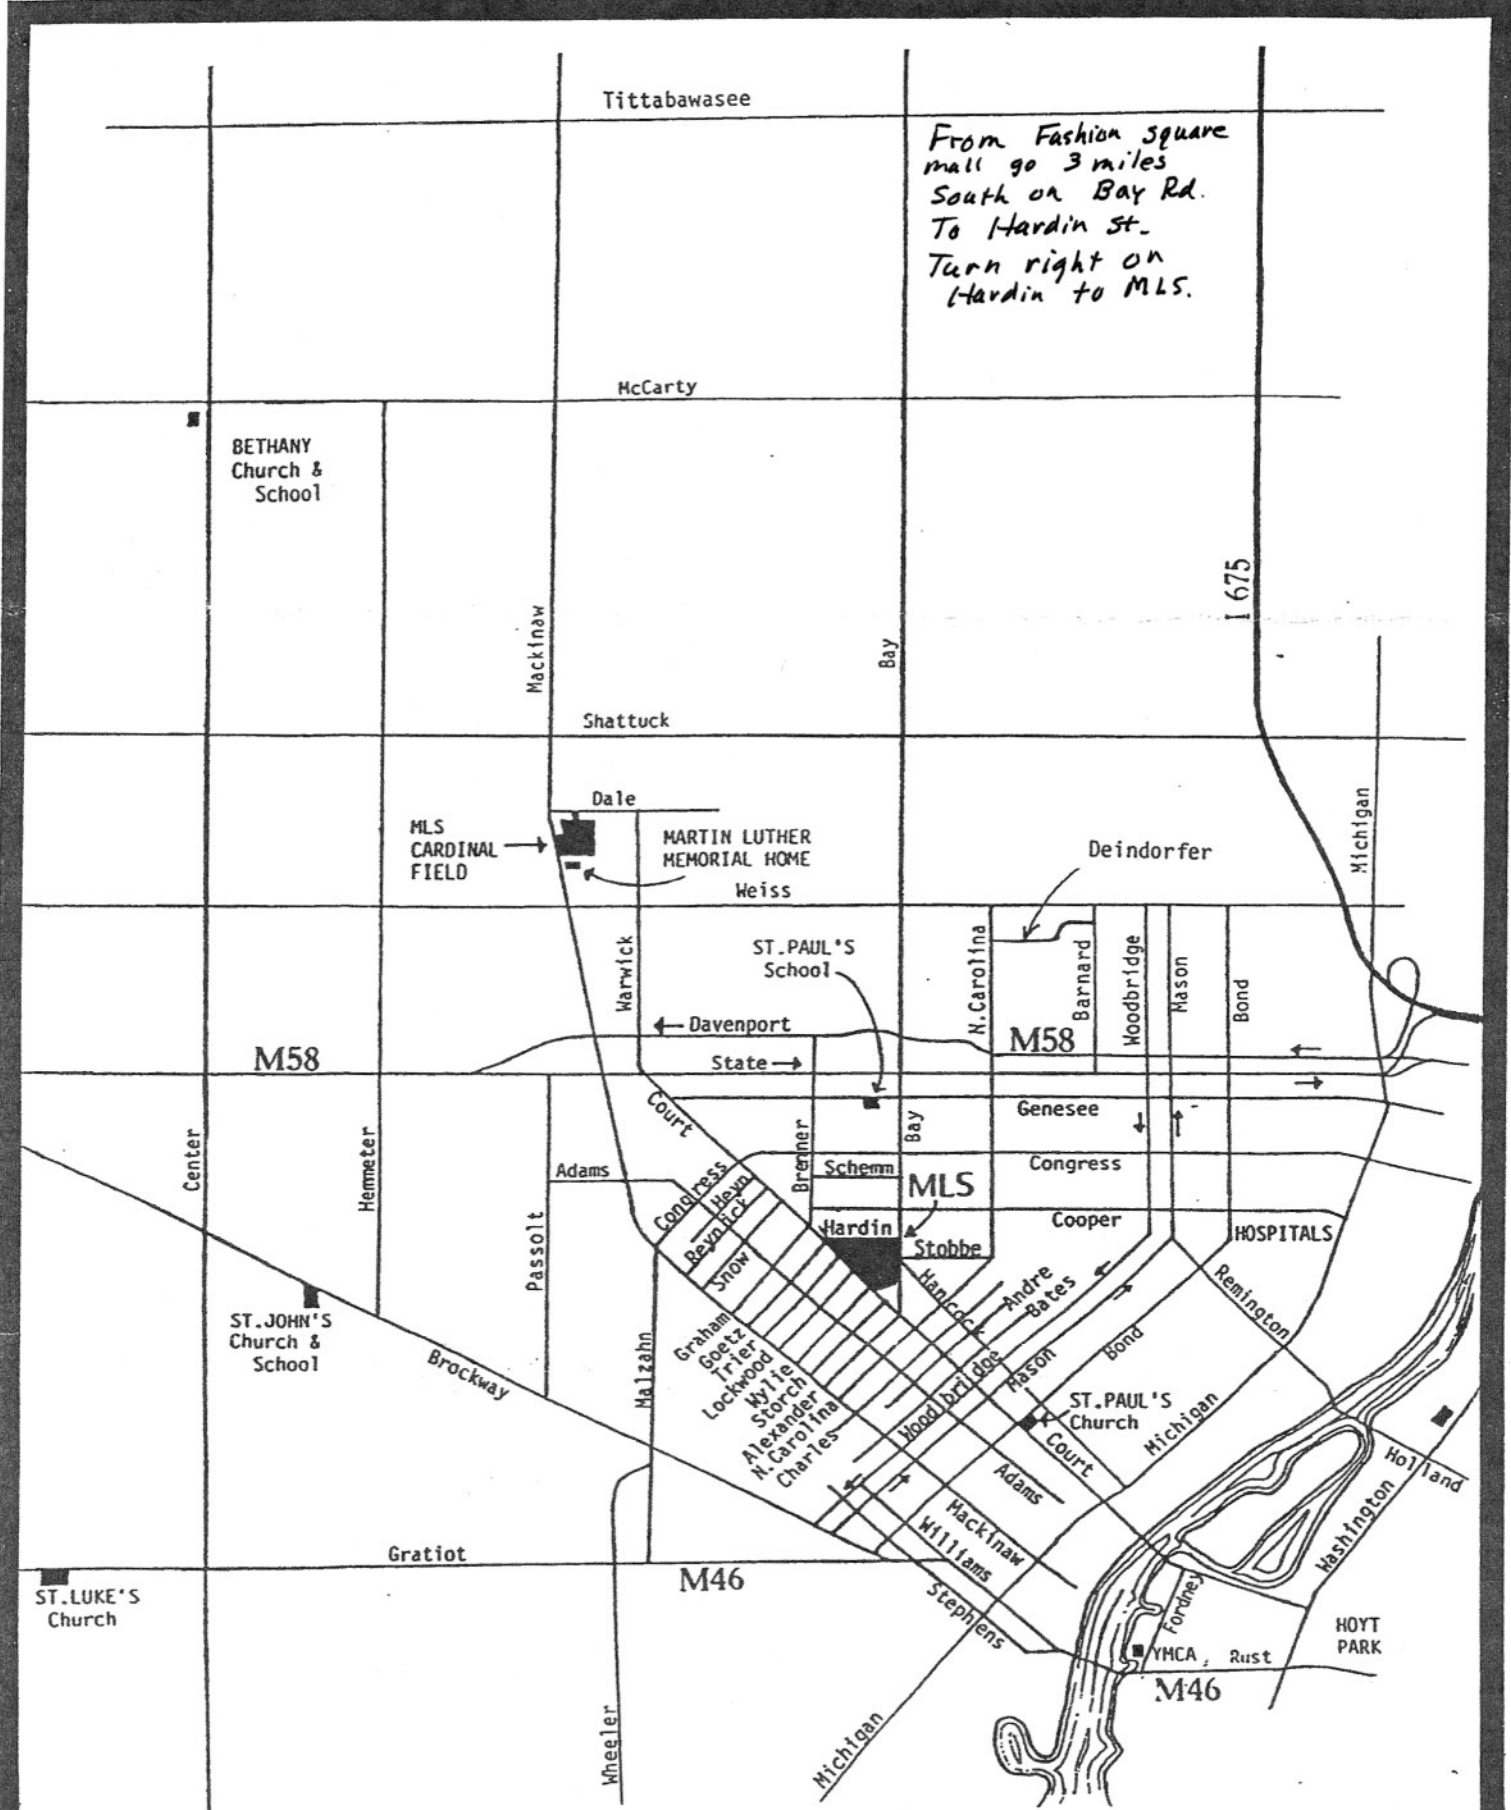 Tittabawasee
From Fashion square
mall go 3 miles
South on Bay Rd.
To Hardin St.
Turn right on
Hardin to MLS.
McCarty
BETHANY
Church &
School
I 675
Mackinaw
Bay
Shattuck
Michigan
Dale
MLS
CARDINAL
FIELD
MARTIN LUTHER
MEMORIAL HOME
Deindorfer
Weiss
Warwick
ST.PAUL'S
School
N.Carolina
Barnard
Woodbridge
Mason
Bond
Davenport
M58
M58
State
Court
Genesee
Center
Hemmeter
Brenner
Bay
Adams
Congress
Heyn
Reynick
Schemm
MLS
Congress
Passolt
Snow
Hardin
Cooper
HOSPITALS
Stobbe
Hancock
Andre
Bates
Remington
ST.JOHN'S
Church &
School
Brockway
Malzahn
Graham
Goetz
Trier
Lockwood
Wylie
Storch
Alexander
N.Carolina
Charles
Woodbridge
Mason
Bond
ST.PAUL'S
Church
Court
Michigan
Holland
Washington
Adams
Mackinaw
Williams
Stephens
Gratiot
M46
ST.LUKE'S
Church
Fordney
HOYT
PARK
YMCA
Rust
M46
Wheeler
Michigan